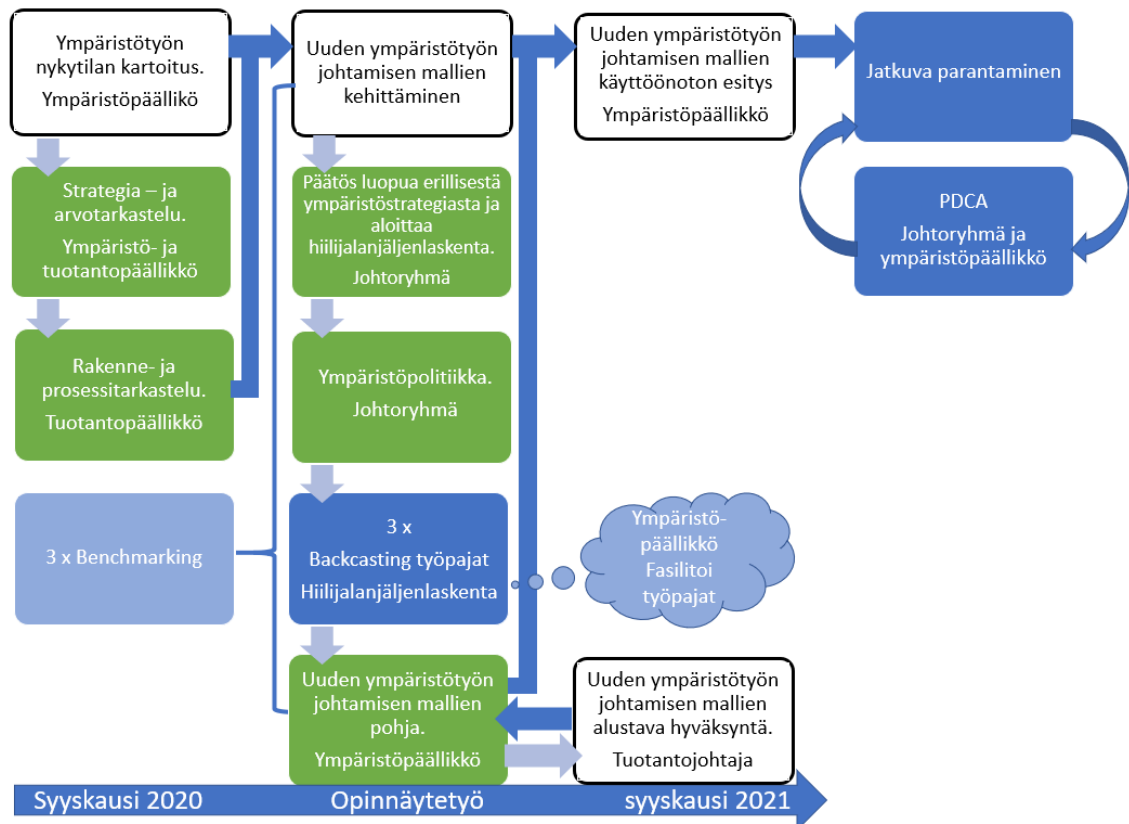 Ympäristötyön
nykytilan kartoitus.
Ympäristöpäällikö
Strategia – ja
arvotarkastelu.
Ympäristö- ja
tuotantopäällikkö
Rakenne- ja
prosessitarkastelu.
Tuotantopäällikkö
3 x Benchmarking
Uuden ympäristötyön
johtamisen mallien
kehittäminen
Päätös luopua erillisestä
ympäristöstrategiasta ja
aloittaa
hiilijalanjäljenlaskenta.
Johtoryhmä
Ympäristöpolitiikka.
Johtoryhmä
3 x
Backcasting työpajat
Hiilijalanjäljenlaskenta
Ympäristö-
päällikkö
Fasilitoi
työpajat
Uuden ympäristötyön
johtamisen mallien
pohja.
Ympäristöpäällikkö
Uuden ympäristötyön
johtamisen mallien
alustava hyväksyntä.
Tuotantojohtaja
Uuden ympäristötyön
johtamisen mallien
käyttöönoton esitys
Ympäristöpäällikkö
Jatkuva parantaminen
PDCA
Johtoryhmä ja
ympäristöpäällikkö
Syyskausi 2020 Opinnäytetyö syyskausi 2021